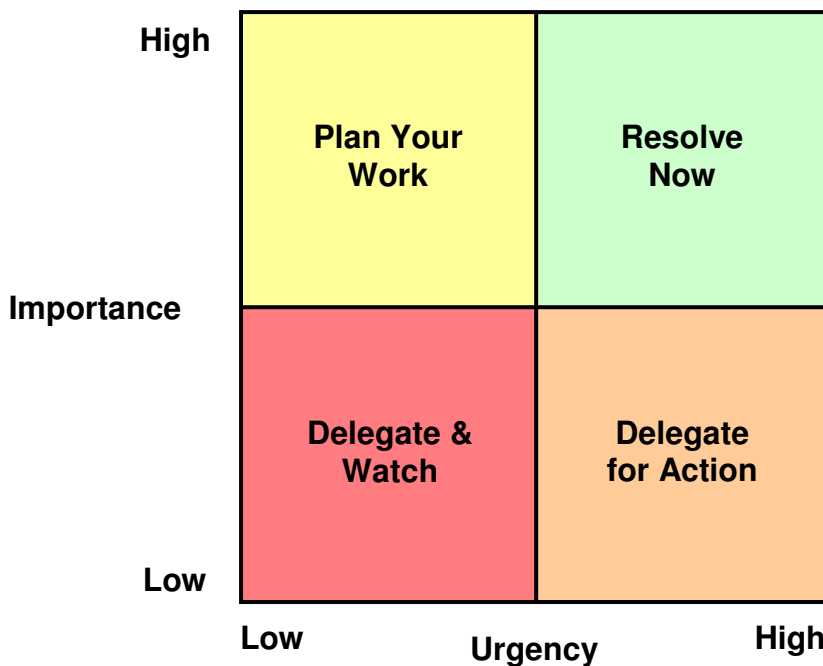 High
Plan Your
Work
Resolve
Now
Importance
Delegate &
Watch
Delegate
for Action
Low
Low
Urgency
High